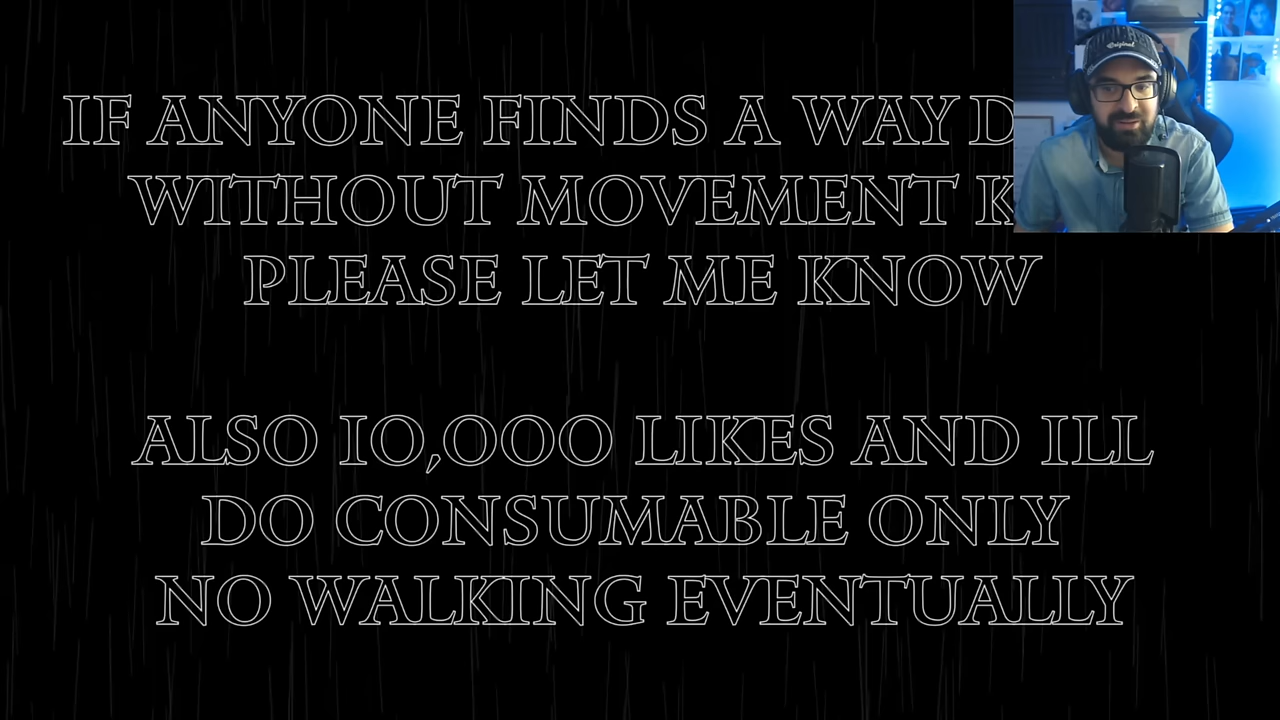 IF ANYONE FINDS A WAY
WITHOUT MOVEMENT
PLEASE LET ME KNOW
ALSO 10,000 LIKES AND ILL
DO CONSUMABLE ONLY
NO WALKING EVENTUALLY
Original